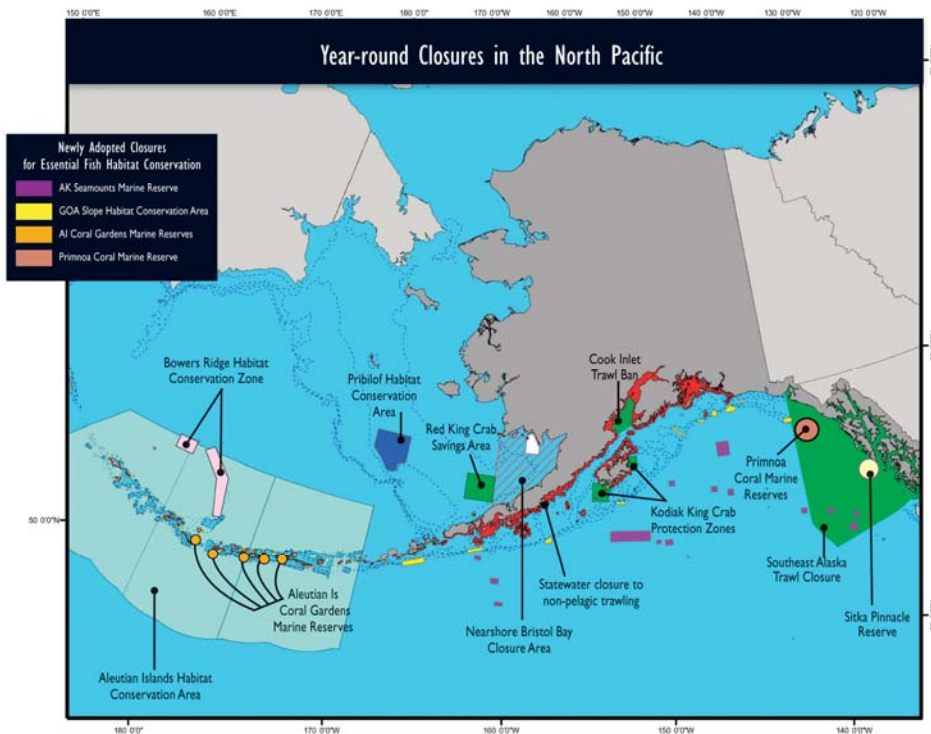 150 0'0"E
160 0'0"E
170 0'0"E
180 0'0"
170 0'0"W
160 0'0"W
150 0'0"W
140 0'0"W
130 0'0"W
120 0'0"W
Year-round Closures in the North Pacific
Newly Adopted Closures
for Essential Fish Habitat Conservation
AK Seamounts Marine Reserve
GOA Slope Habitat Conservation Area
AI Coral Gardens Marine Reserves
Primnoa Coral Marine Reserve
Bowers Ridge Habitat
Conservation Zone
Pribilof Habitat
Conservation
Area
Cook Inlet
Trawl Ban
Red King Crab
Savings Area
Primnoa
Coral Marine
Reserves
Kodiak King Crab
Protection Zones
50 0'0"N
Southeast Alaska
Trawl Closure
Statewater closure to
non-pelagic trawling
Aleutian Is
Coral Gardens
Marine Reserves
Sitka Pinnacle
Reserve
Nearshore Bristol Bay
Closure Area
Aleutian Islands Habitat
Conservation Area
180 0'0"
170 0'0"W
160 0'0"W
150 0'0"W
140 0'0"W